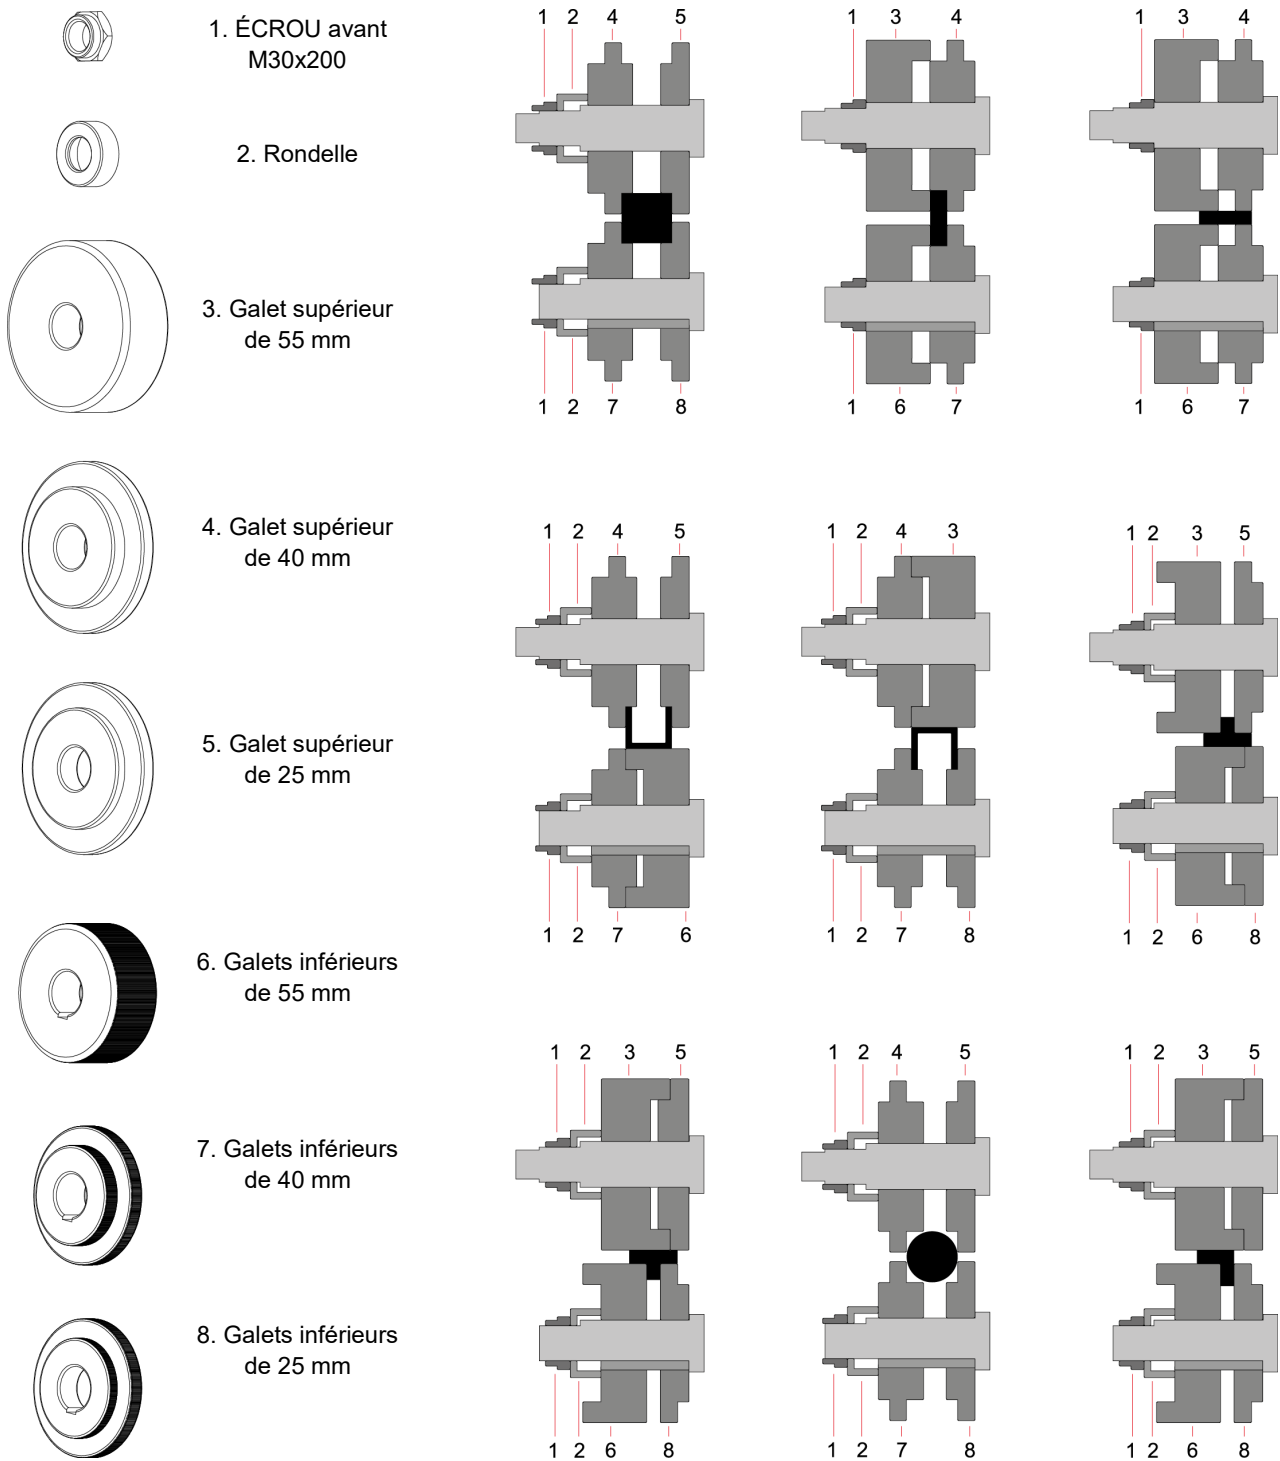 1. ÉCROU avant
M30x200
2. Rondelle
3. Galet supérieur
de 55 mm
4. Galet supérieur
de 40 mm
5. Galet supérieur
de 25 mm
6. Galets inférieurs
de 55 mm
7. Galets inférieurs
de 40 mm
8. Galets inférieurs
de 25 mm
1 2 4 5
1 3 4
1 3 4
1 2 7 8
1 6 7
1 6 7
1 2 4 5
1 2 4 3
1 2 3 5
1 2 7 6
1 2 7 8
1 2 6 8
1 2 3 5
1 2 4 5
1 2 3 5
1 2 6 8
1 2 7 8
1 2 6 8